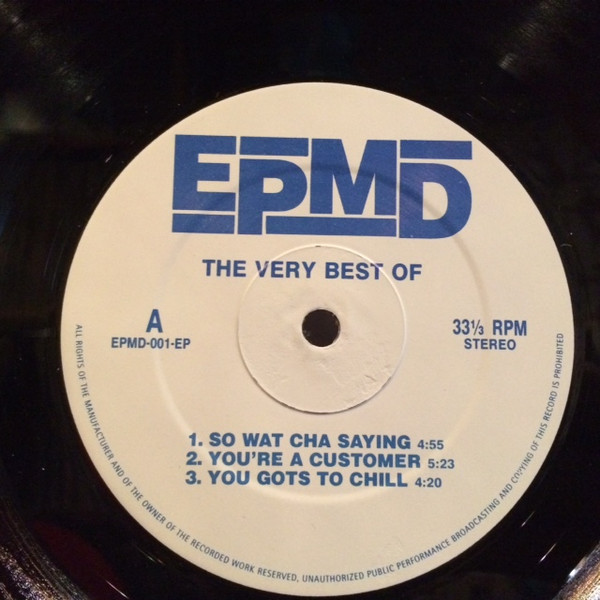 EPMD
THE VERY BEST OF
A
EPMD-001-EP
33⅓ RPM
STEREO
1. SO WAT CHA SAYING 4:55
2. YOU'RE A CUSTOMER 5:23
3. YOU GOTS TO CHILL 4:20
ALL RIGHTS OF THE MANUFACTURER AND OF THE OWNER OF THE RECORDED WORK RESERVED, UNAUTHORIZED PUBLIC PERFORMANCE BROADCASTING AND COPYING OF THIS RECORD IS PROHIBITED